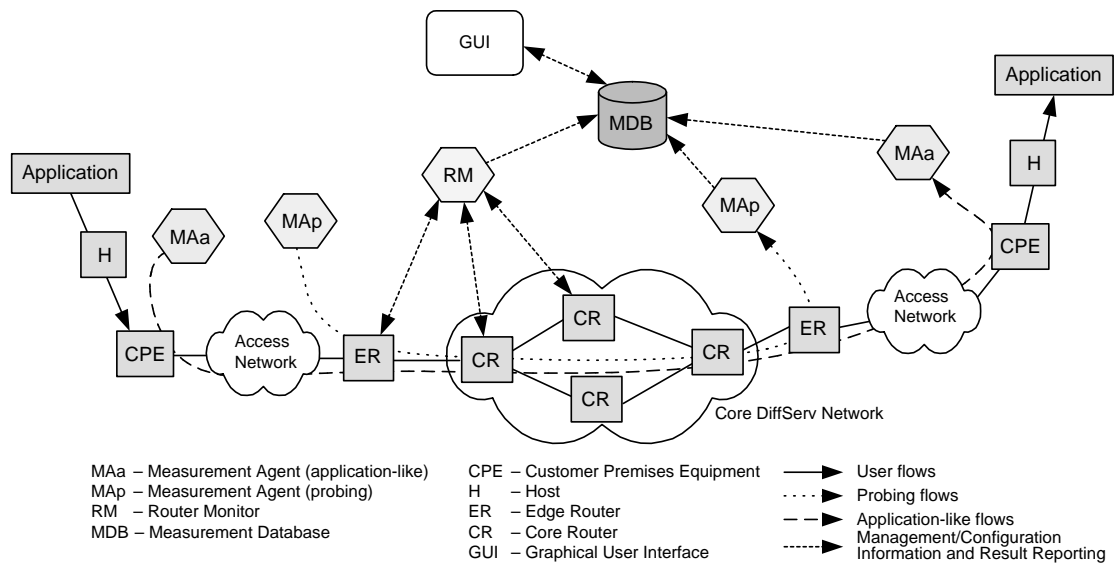 GUI
Application
MDB
MAa
H
RM
Application
MAp
MAp
MAa
H
CPE
Access
Network
CR
ER
Access
Network
CPE
ER
CR
CR
CR
Core DiffServ Network
MAa – Measurement Agent (application-like)
MAp – Measurement Agent (probing)
RM – Router Monitor
MDB – Measurement Database
CPE – Customer Premises Equipment
H – Host
ER – Edge Router
CR – Core Router
GUI – Graphical User Interface
User flows
Probing flows
Application-like flows
Management/Configuration
Information and Result Reporting